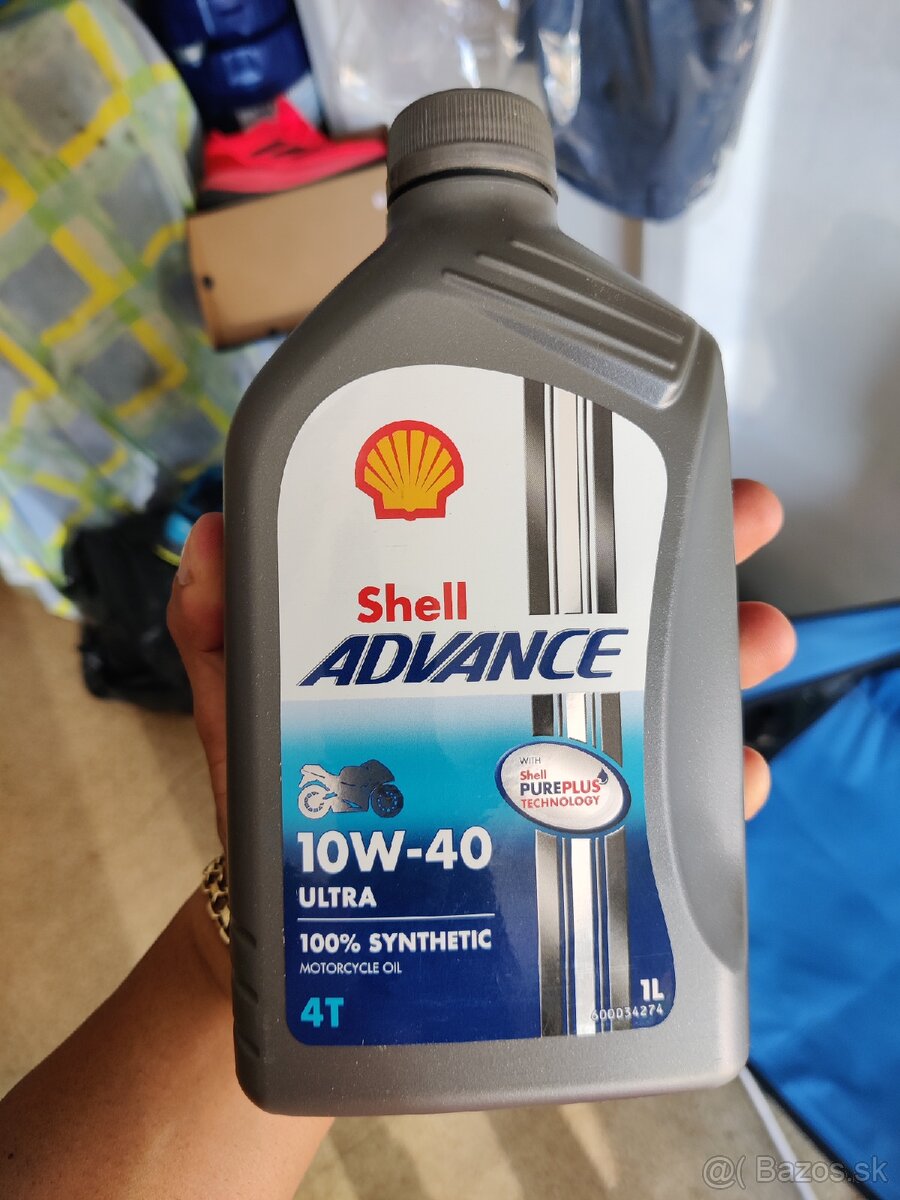 Shell
ADVANCE
WITH
Shell
PUREPLUS
TECHNOLOGY
10W-40
ULTRA
100% SYNTHETIC
MOTORCYCLE OIL
4T
1L
600034274
@( Bazos.sk